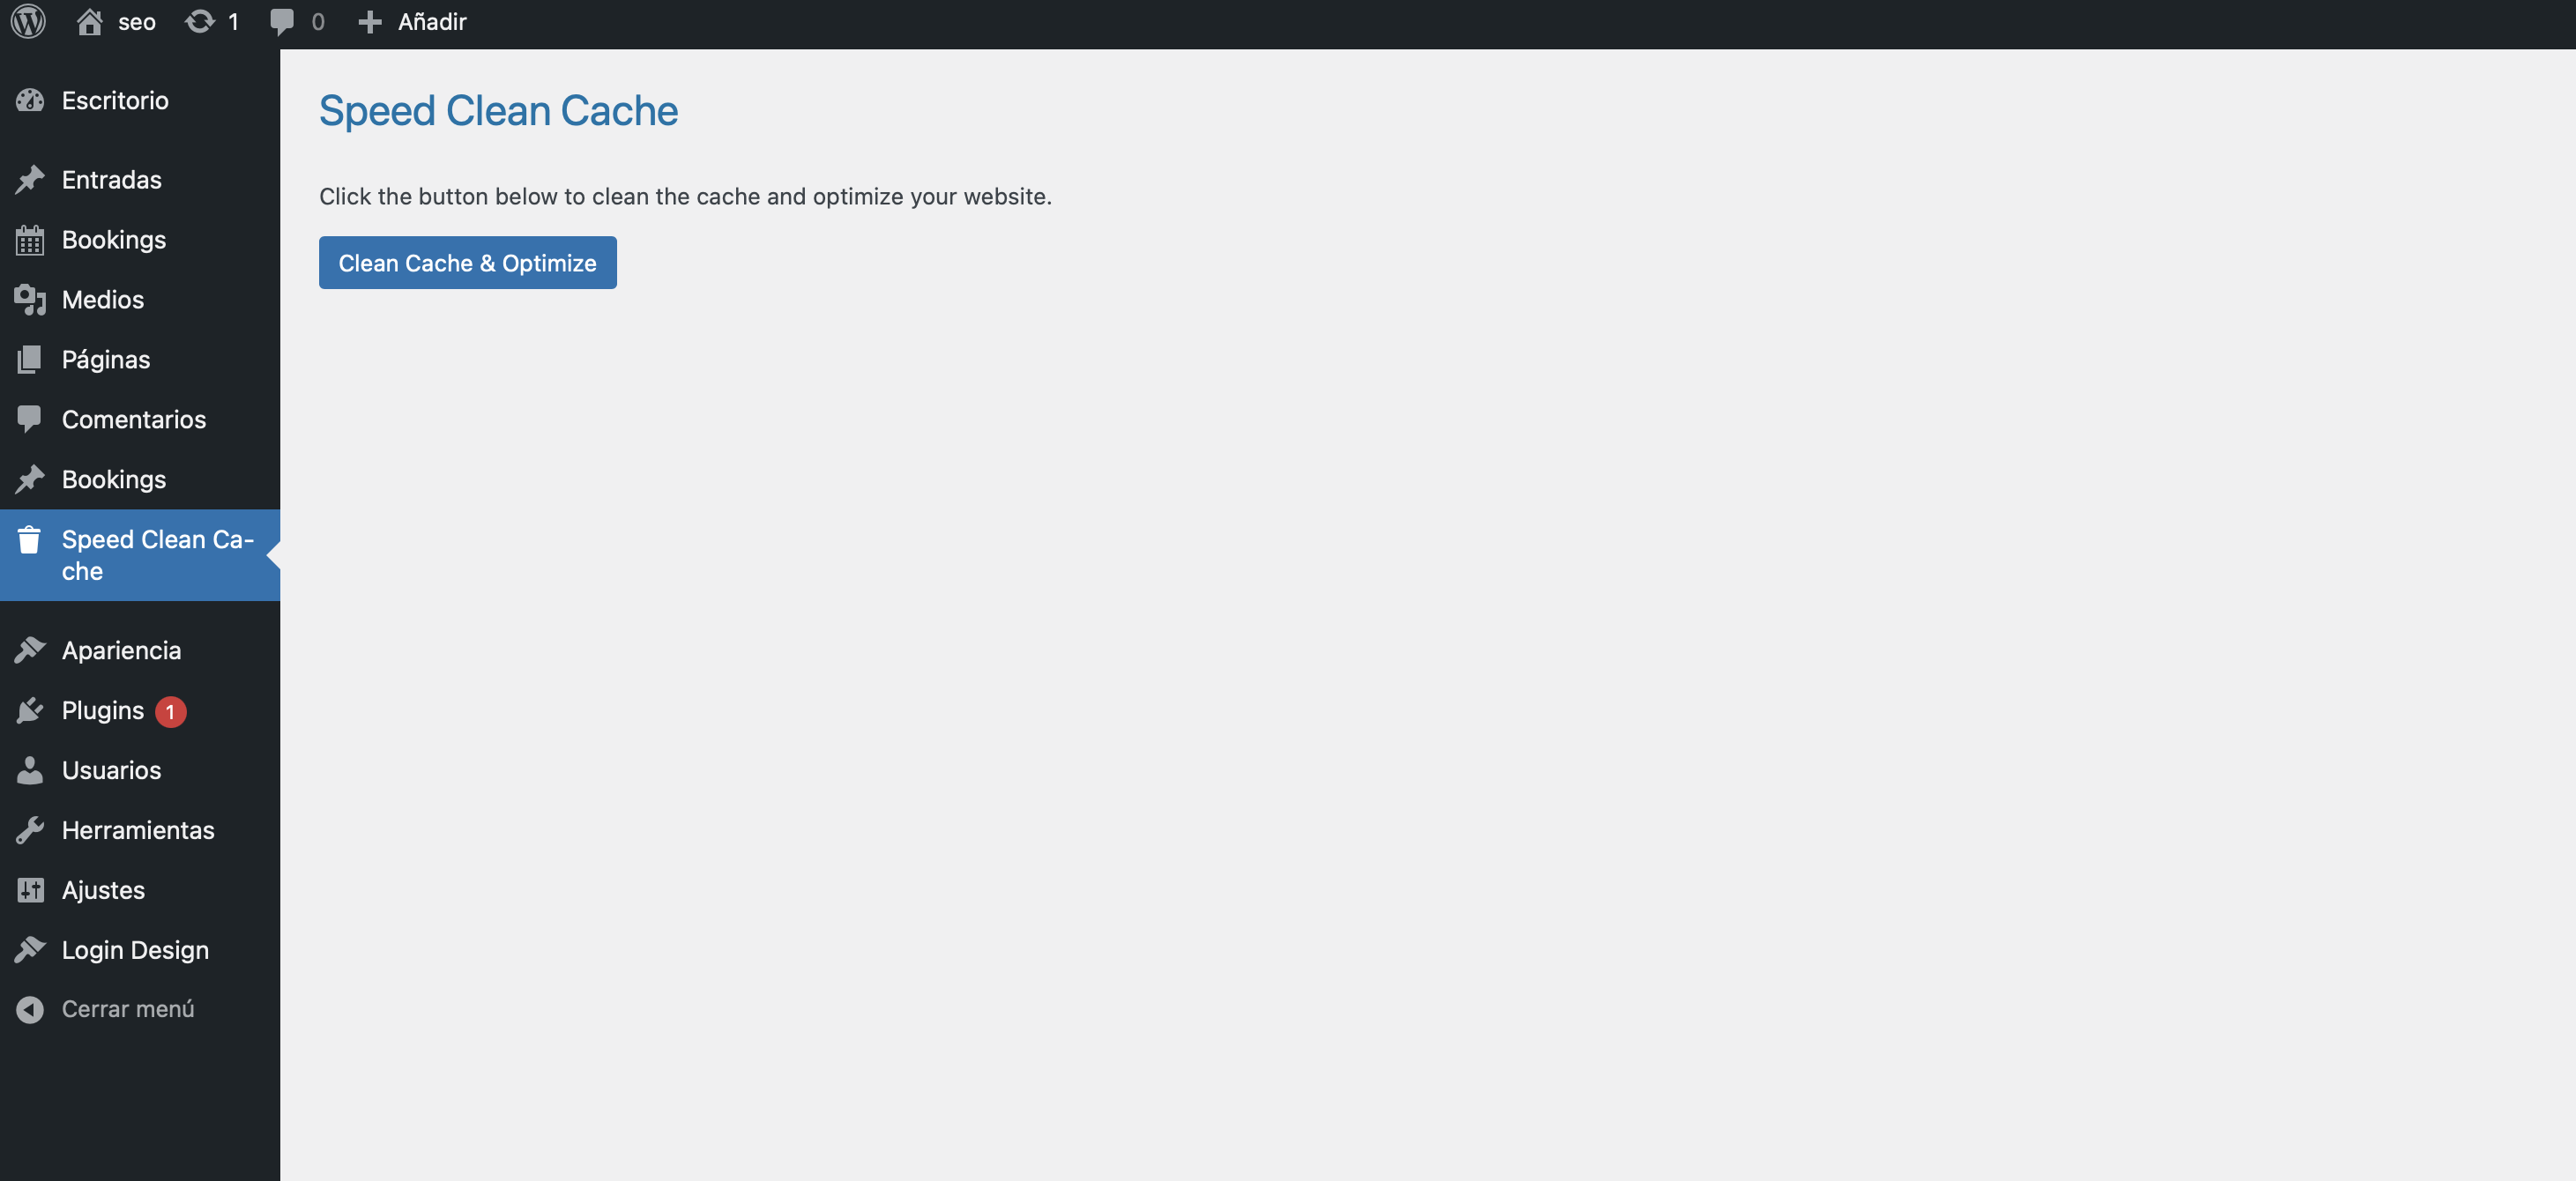 seo 1 0 Añadir
Escritorio
Entradas
Bookings
Medios
Páginas
Comentarios
Bookings
Speed Clean Ca-
che
Apariencia
Plugins 1
Usuarios
Herramientas
Ajustes
Login Design
Cerrar menú
Speed Clean Cache
Click the button below to clean the cache and optimize your website.
Clean Cache & Optimize